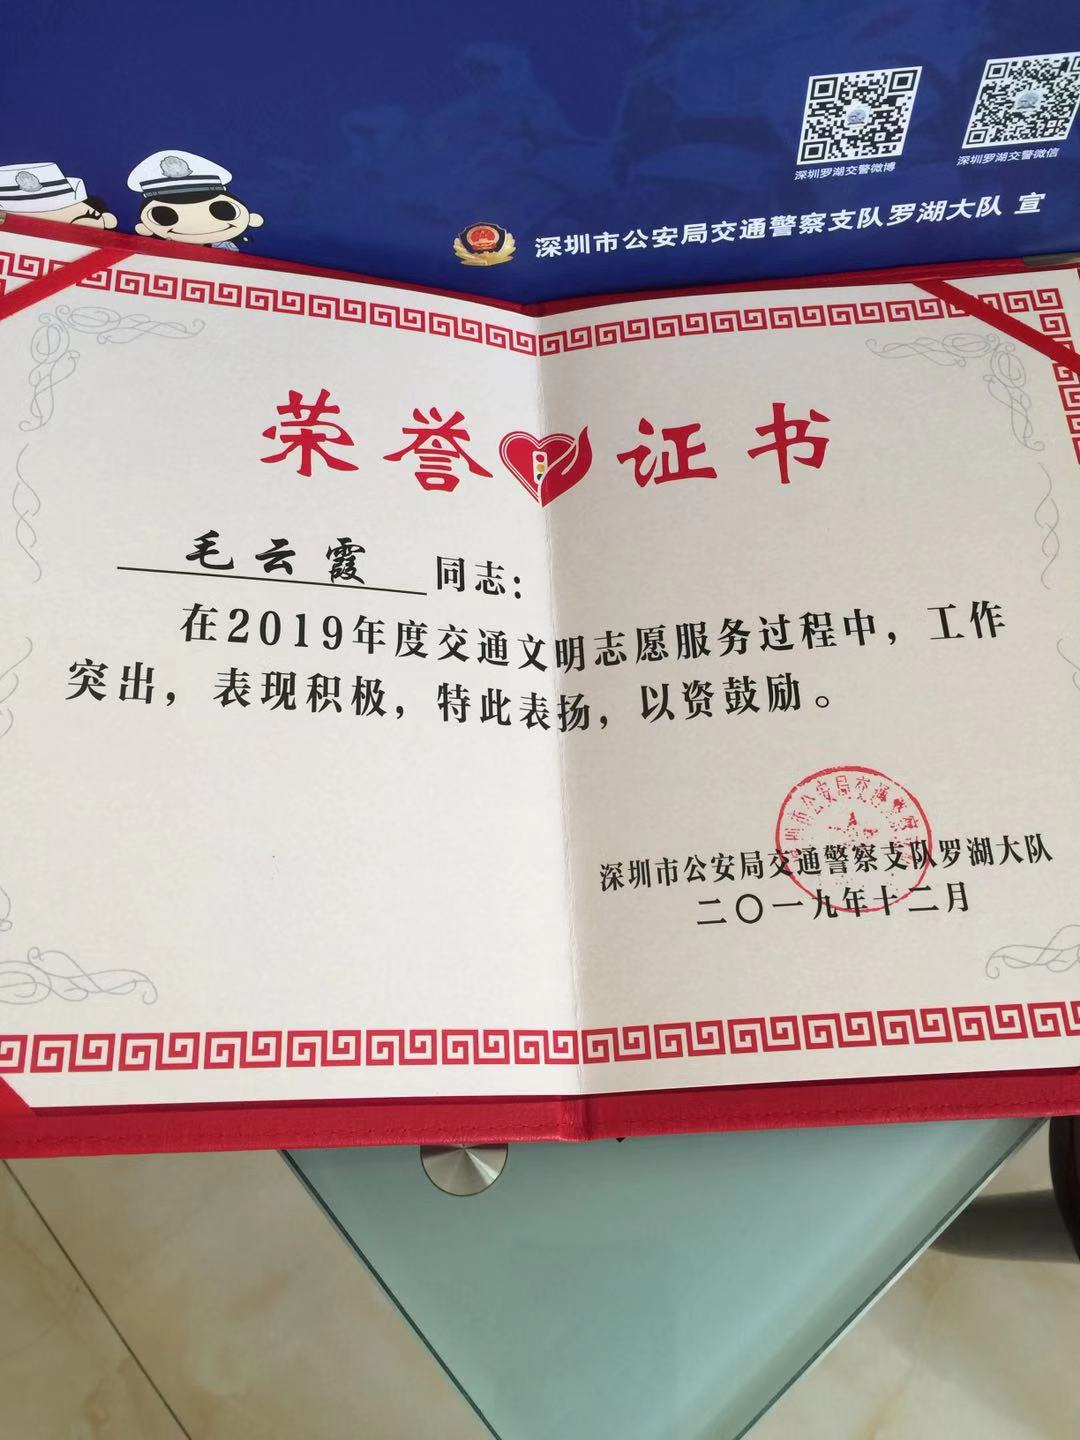 深圳罗湖交警微博
深圳罗湖交警微信
深圳市公安局交通警察支队罗湖大队 宣
荣誉证书
毛云霞 同志：
在2019年度交通文明志愿服务过程中，工作
突出，表现积极，特此表扬，以资鼓励。
深圳市公安局交通警察支队罗湖大队
二〇一九年十二月